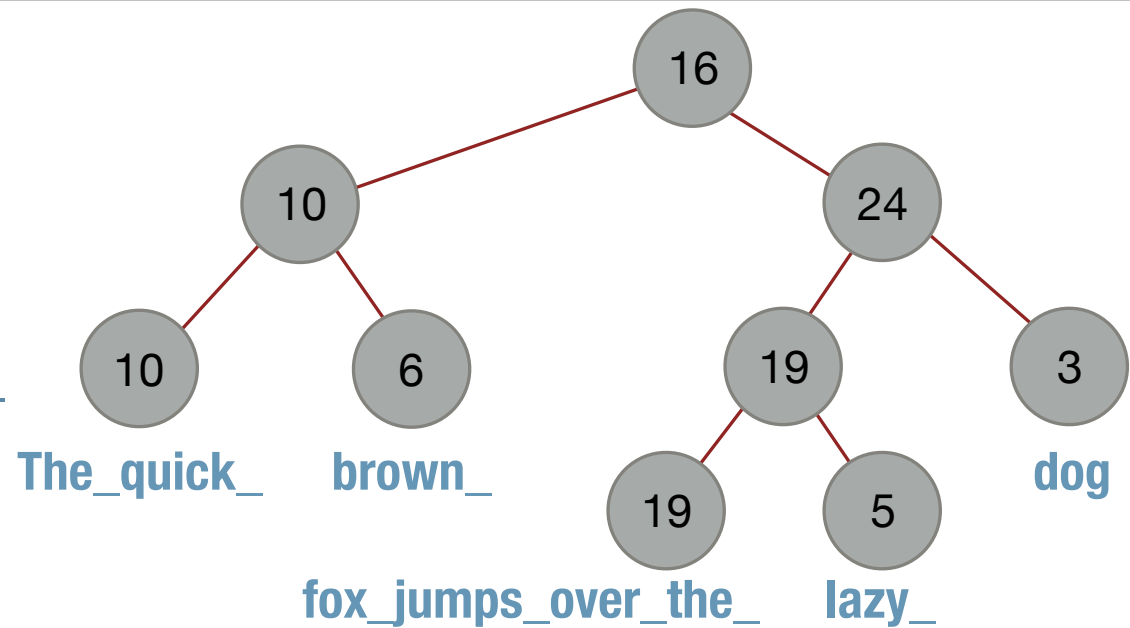 16
10 24
10 6 19 3
The_quick_ brown_ dog
19 5
fox_jumps_over_the_ lazy_